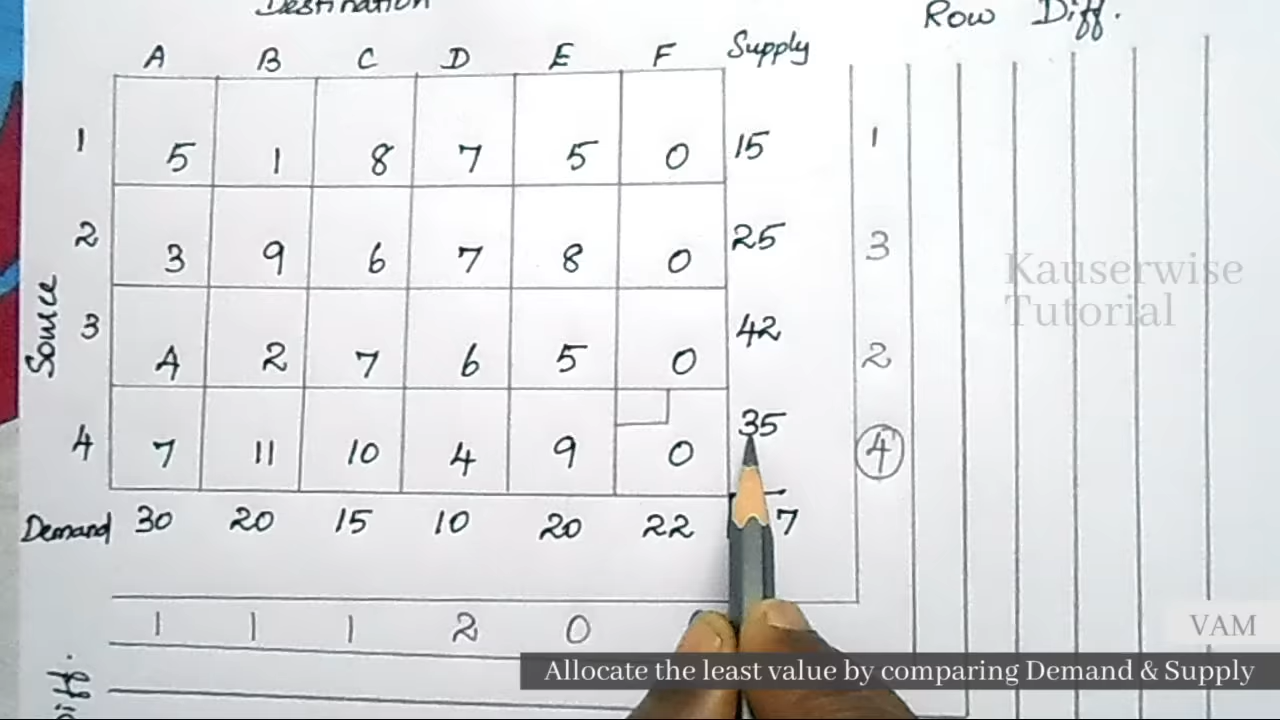 Destination
Row Diff.
A B C D E F Supply
1 5 1 8 7 5 0 15 1
2 3 9 6 7 8 0 25 3
3 4 2 7 6 5 0 42 2
4 7 11 10 4 9 0 35 4
Source
Demand 30 20 15 10 20 22 7
1 1 1 2 0
Diff.
Kauserwise
Tutorial
VAM
Allocate the least value by comparing Demand & Supply